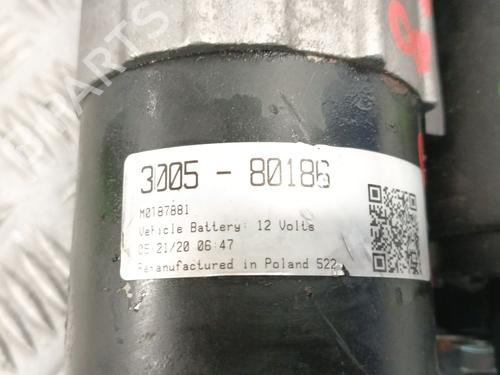 3005 - 80186
M0187881
Vehicle Battery: 12 Volts
05/21/20 06:47
Remanufactured in Poland 522